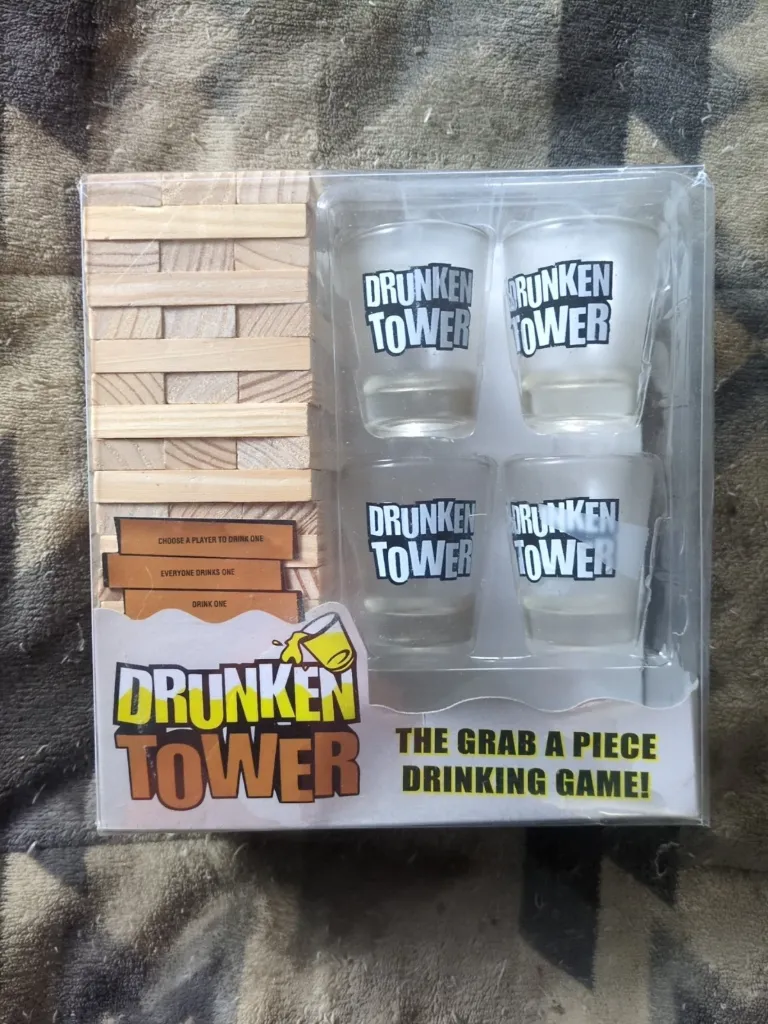 DRUNKEN
TOWER
DRUNKEN
TOWER
DRUNKEN
TOWER
DRUNKEN
TOWER
CHOOSE A PLAYER TO DRINK ONE
EVERYONE DRINKS ONE
DRINK ONE
DRUNKEN
TOWER
THE GRAB A PIECE
DRINKING GAME!